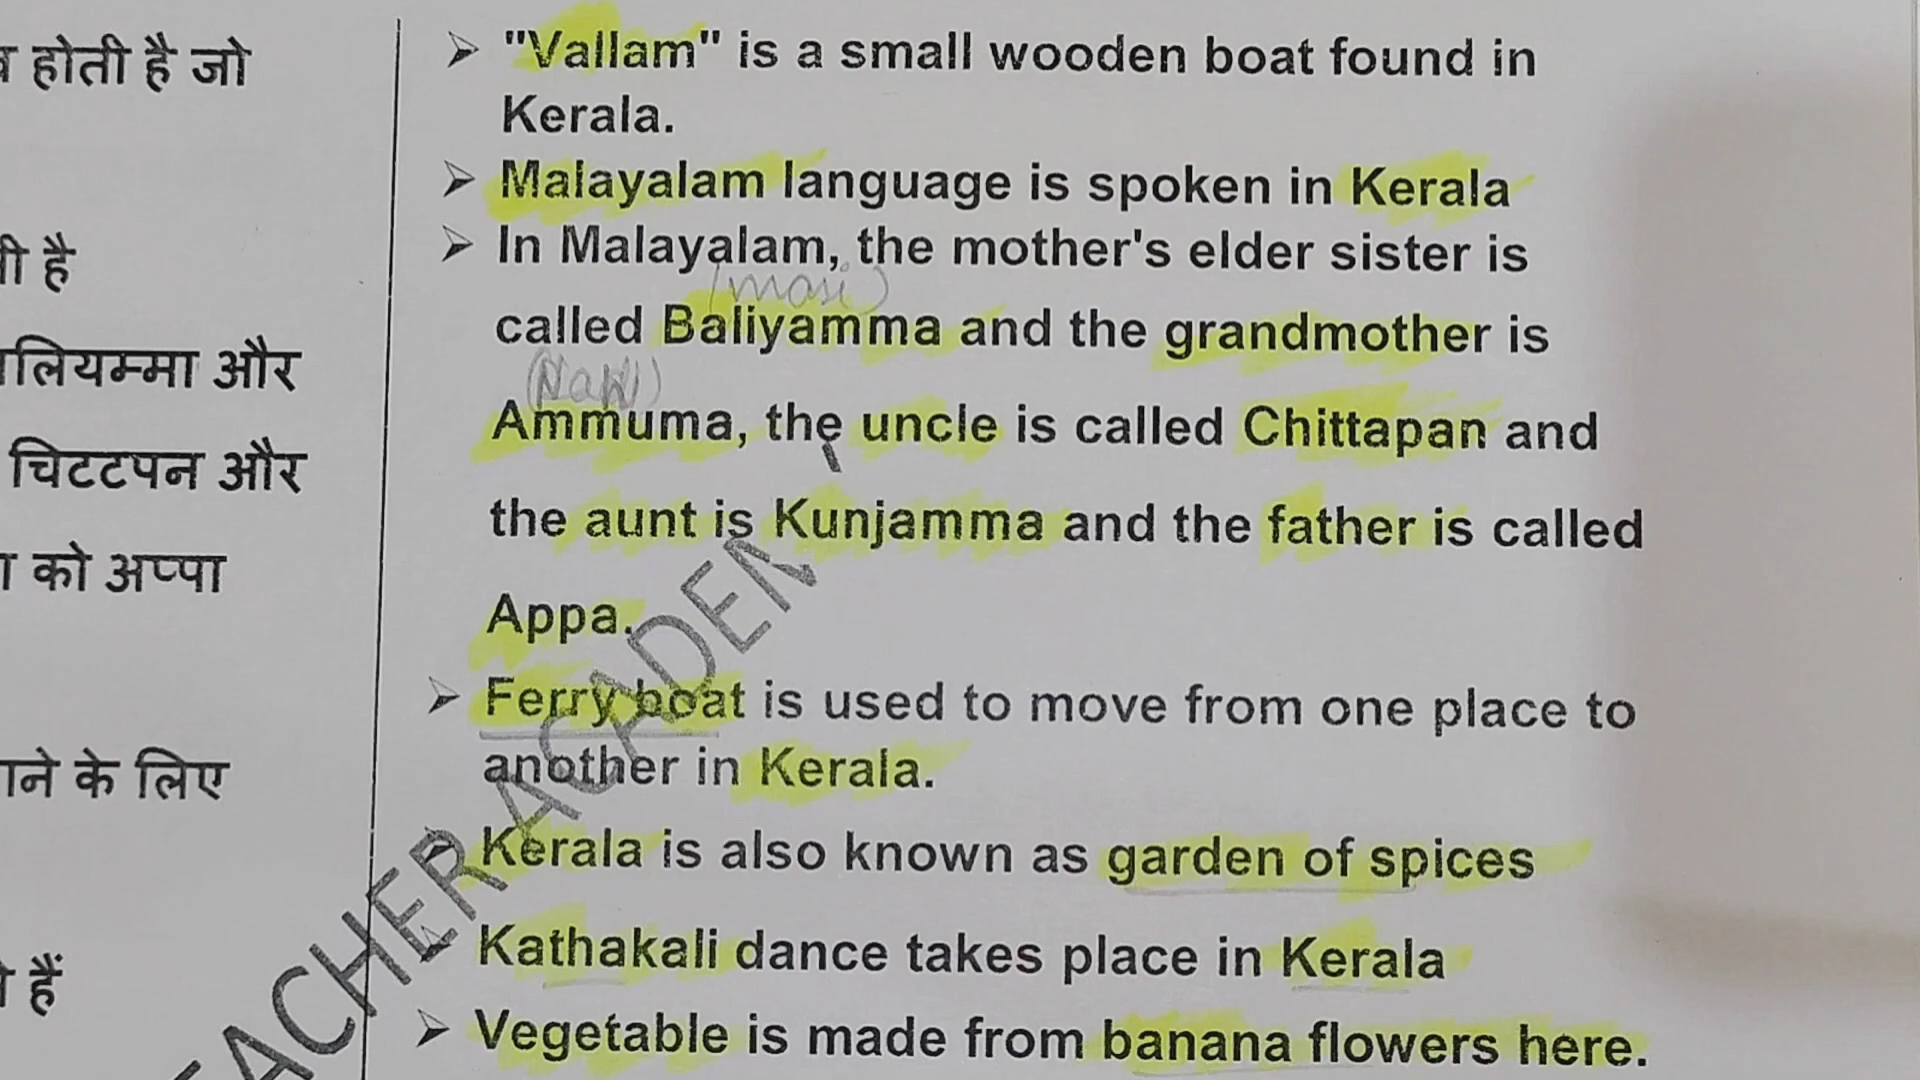 होती है जो
है
और
चिटटपन और
को अप्पा
के लिए
हैं
"Vallam" is a small wooden boat found in
Kerala.
Malayalam language is spoken in Kerala
In Malayalam, the mother's elder sister is
(masi)
called Baliyamma and the grandmother is
Ammuma, the uncle is called Chittapan and
the aunt is Kunjamma and the father is called
Appa.
Ferry boat is used to move from one place to
another in Kerala.
Kerala is also known as garden of spices
Kathakali dance takes place in Kerala
Vegetable is made from banana flowers here.